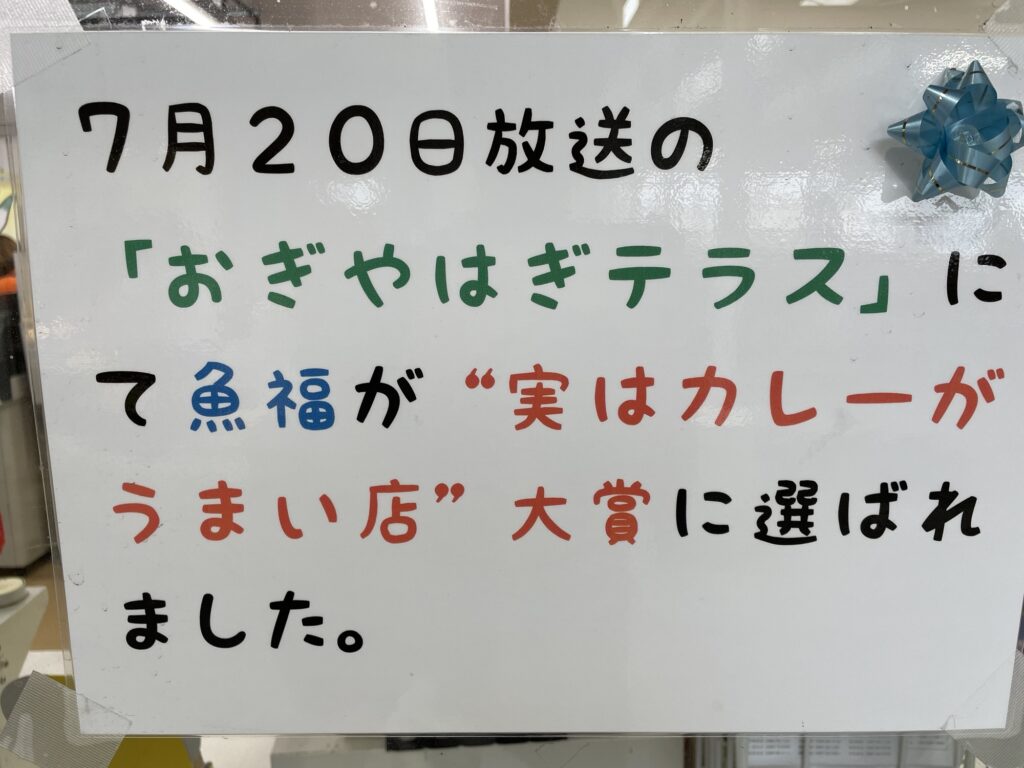 7月20日放送の
「おぎやはぎテラス」に
て魚福が“実はカレーが
うまい店”大賞に選ばれ
ました。